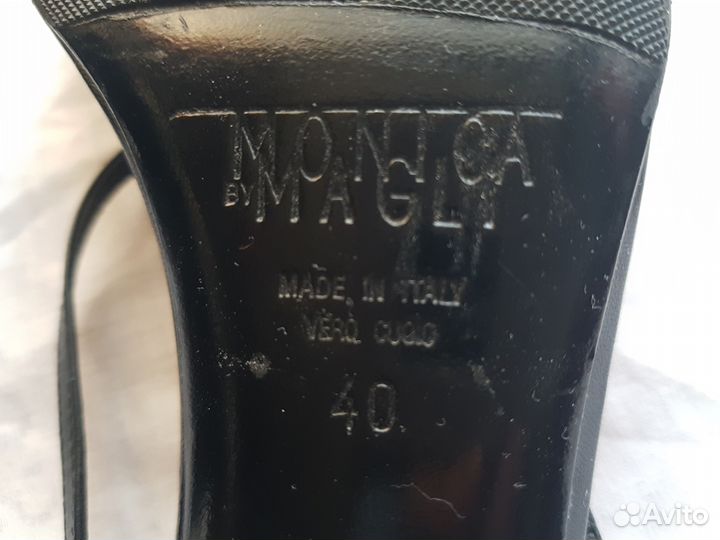 MONICA
BY MAGLI
MADE IN ITALY
VERO CUOIO
40
Avito